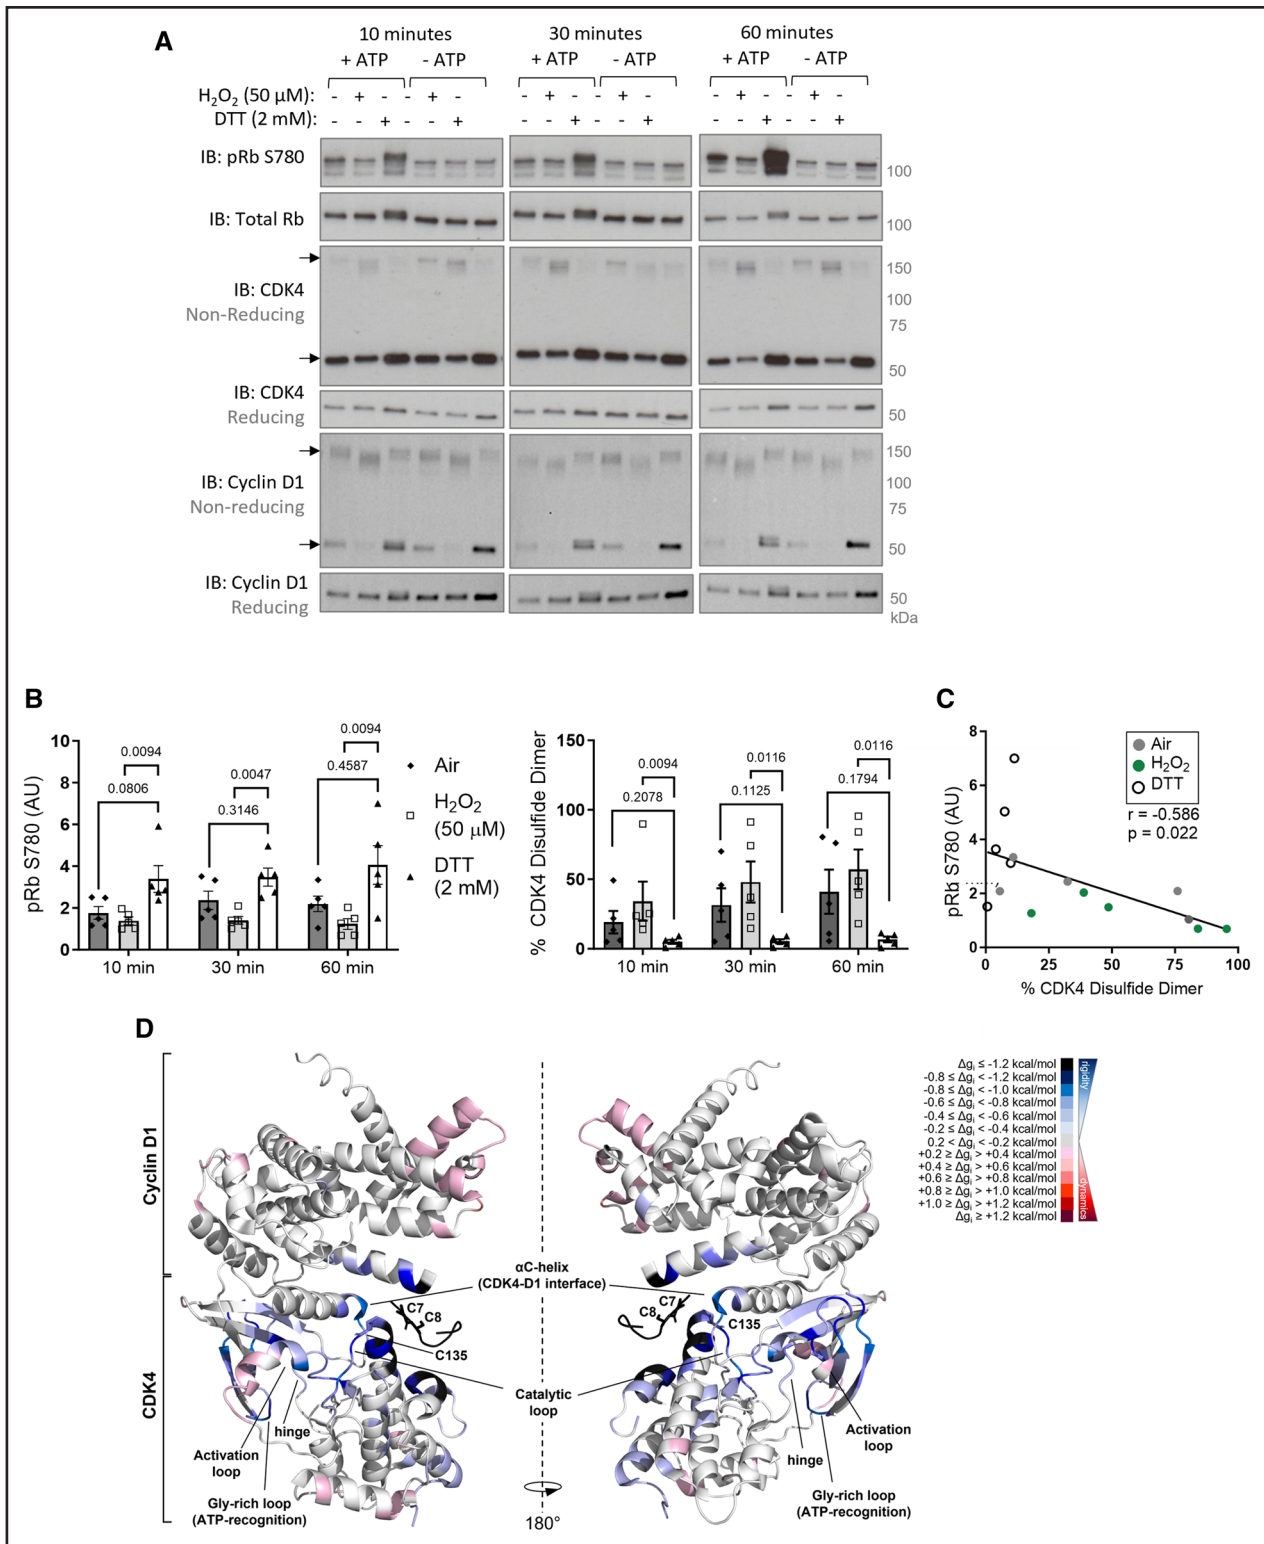 A
10 minutes
30 minutes
60 minutes
+ ATP
- ATP
+ ATP
- ATP
+ ATP
- ATP
H₂O₂ (50 µM):
- + - - + - - + - - + - - + - - + -
DTT (2 mM):
- - + - - + - - + - - + - - + - - +
IB: pRb S780
100
IB: Total Rb
100
IB: CDK4
Non-Reducing
150
100
75
50
IB: CDK4
Reducing
50
IB: Cyclin D1
Non-reducing
150
100
75
50
IB: Cyclin D1
Reducing
50
kDa
B
pRb S780 (AU)
10
8
6
4
2
0
0.0094
0.0806
0.0047
0.3146
0.0094
0.4587
10 min
30 min
60 min
Air
H₂O₂
(50 µM)
DTT
(2 mM)
% CDK4 Disulfide Dimer
150
100
50
0
0.0094
0.2078
0.0116
0.1125
0.0116
0.1794
10 min
30 min
60 min
C
pRb S780 (AU)
8
6
4
2
0
0
25
50
75
100
% CDK4 Disulfide Dimer
Air
H₂O₂
DTT
r = -0.586
p = 0.022
D
Cyclin D1
CDK4
αC-helix
(CDK4-D1 interface)
C7
C8
C135
C7
C8
C135
Catalytic
loop
hinge
Activation
loop
Gly-rich loop
(ATP-recognition)
hinge
Activation
loop
Gly-rich loop
(ATP-recognition)
180°
Δgᵢ ≤ -1.2 kcal/mol
-0.8 ≤ Δgᵢ < -1.2 kcal/mol
-0.8 ≤ Δgᵢ < -1.0 kcal/mol
-0.6 ≤ Δgᵢ < -0.8 kcal/mol
-0.4 ≤ Δgᵢ < -0.6 kcal/mol
-0.2 ≤ Δgᵢ < -0.4 kcal/mol
0.2 < Δgᵢ < -0.2 kcal/mol
+0.2 ≥ Δgᵢ > +0.4 kcal/mol
+0.4 ≥ Δgᵢ > +0.6 kcal/mol
+0.6 ≥ Δgᵢ > +0.8 kcal/mol
+0.8 ≥ Δgᵢ > +1.0 kcal/mol
+1.0 ≥ Δgᵢ > +1.2 kcal/mol
Δgᵢ ≥ +1.2 kcal/mol
rigidity
dynamics